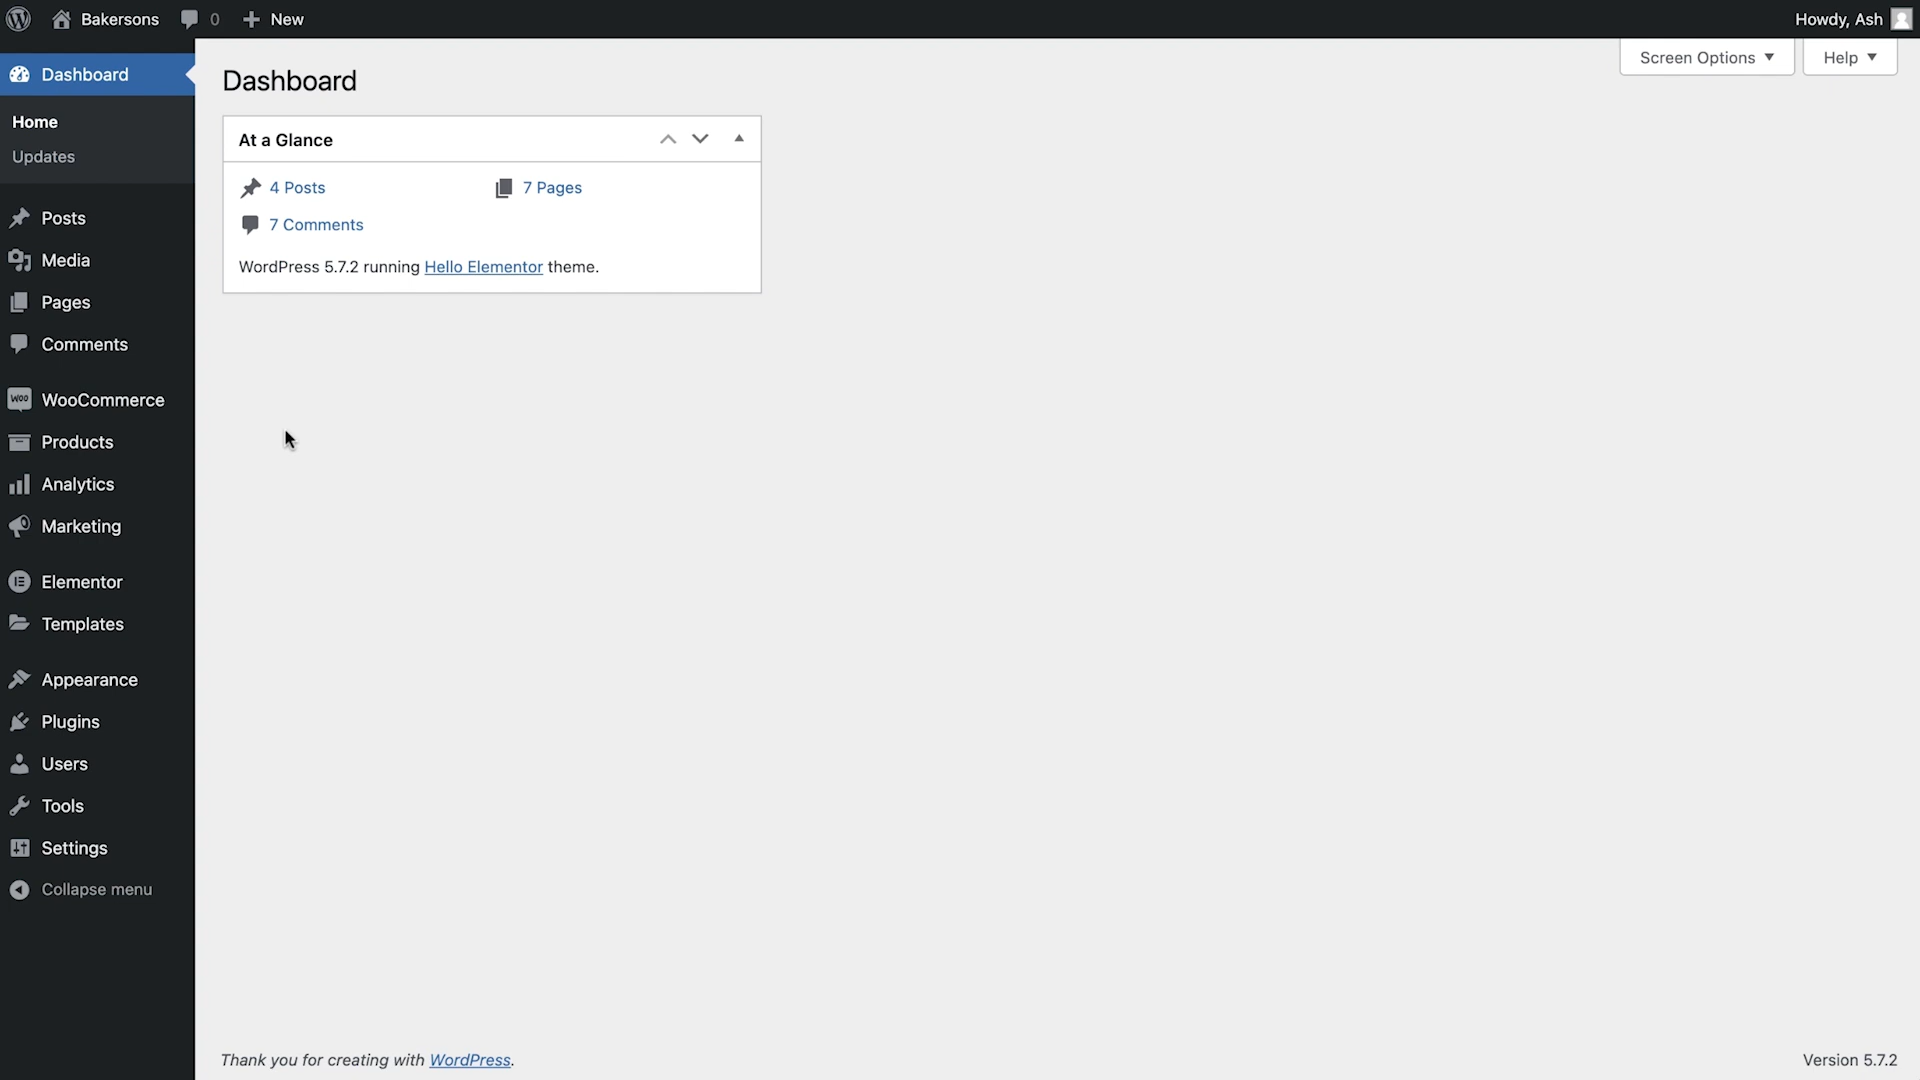 Bakersons 0 New Howdy, Ash
Screen Options Help
Dashboard
Home
Updates
Posts
Media
Pages
Comments
WOO WooCommerce
Products
Analytics
Marketing
Elementor
Templates
Appearance
Plugins
Users
Tools
Settings
Collapse menu
Dashboard
At a Glance
4 Posts 7 Pages
7 Comments
WordPress 5.7.2 running Hello Elementor theme.
Thank you for creating with WordPress. Version 5.7.2